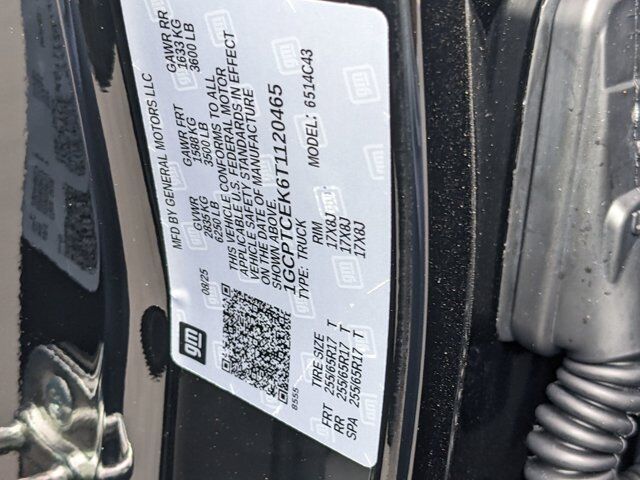 gm
MFD BY GENERAL MOTORS LLC
08/25
GVWR GAWR FRT GAWR RR
2835 KG 1588 KG 1633 KG
6250 LB 3500 LB 3600 LB
THIS VEHICLE CONFORMS TO ALL
APPLICABLE U.S. FEDERAL MOTOR
VEHICLE SAFETY STANDARDS IN EFFECT
ON THE DATE OF MANUFACTURE
SHOWN ABOVE.
1GCPTCEK6T1120465
TYPE: TRUCK MODEL: 6514C43
B555
TIRE SIZE RIM
FRT 255/65R17 T 17X8J
RR 255/65R17 T 17X8J
SPA 255/65R17 T 17X8J